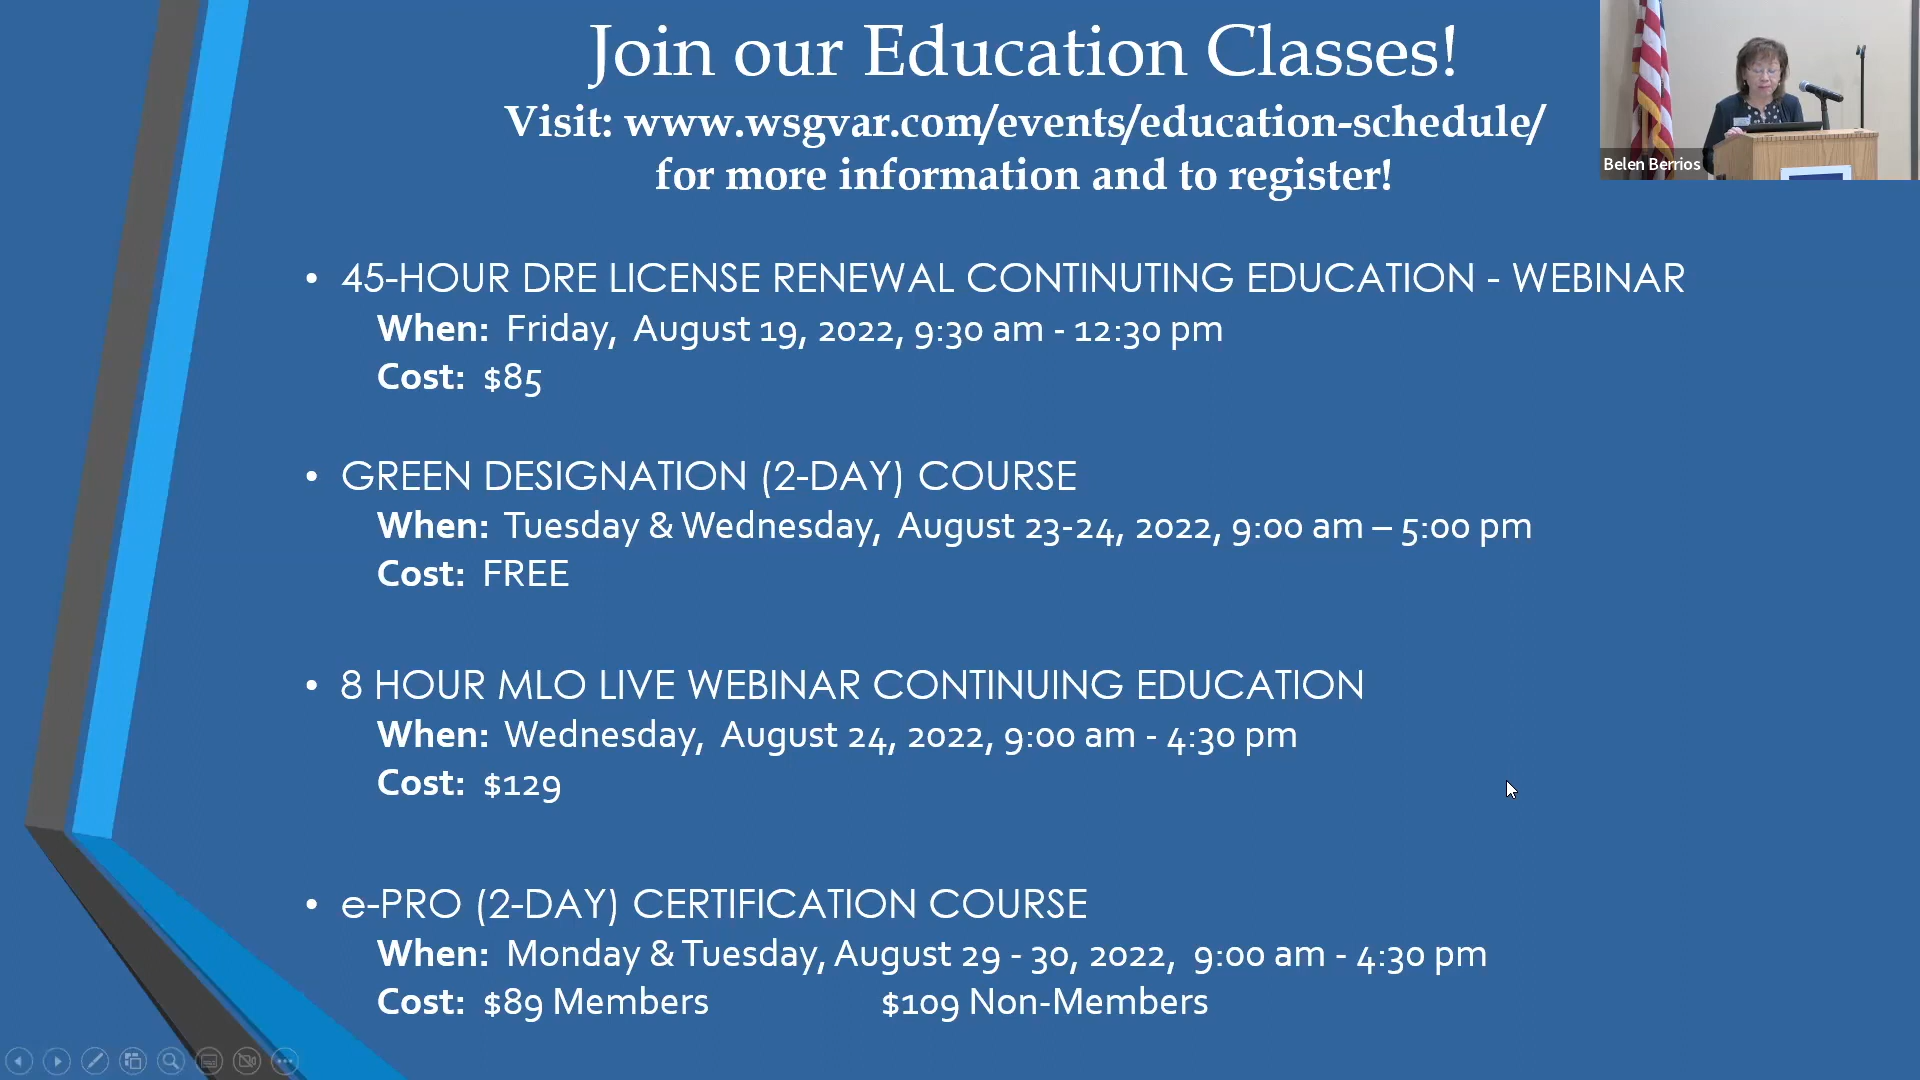 Join our Education Classes!
Visit: www.wsgvar.com/events/education-schedule/
for more information and to register!
Belen Berrios
• 45-HOUR DRE LICENSE RENEWAL CONTINUTING EDUCATION - WEBINAR
When: Friday, August 19, 2022, 9:30 am - 12:30 pm
Cost: $85
• GREEN DESIGNATION (2-DAY) COURSE
When: Tuesday & Wednesday, August 23-24, 2022, 9:00 am – 5:00 pm
Cost: FREE
• 8 HOUR MLO LIVE WEBINAR CONTINUING EDUCATION
When: Wednesday, August 24, 2022, 9:00 am - 4:30 pm
Cost: $129
• e-PRO (2-DAY) CERTIFICATION COURSE
When: Monday & Tuesday, August 29 - 30, 2022, 9:00 am - 4:30 pm
Cost: $89 Members $109 Non-Members